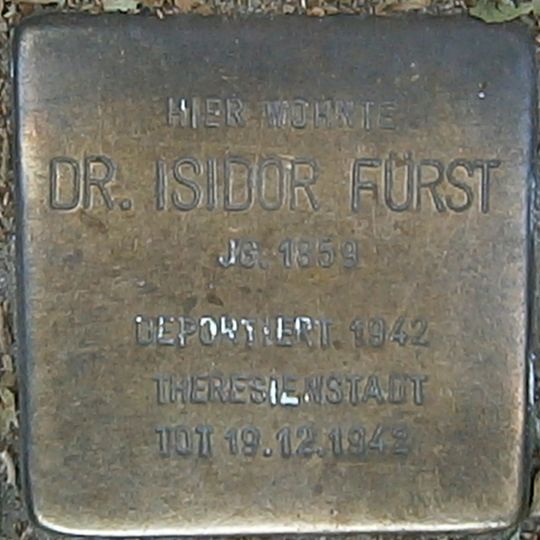 HIER WOHNTE
DR. ISIDOR FÜRST
JG. 1859
DEPORTIERT 1942
THERESIENSTADT
TOT 19.12.1942